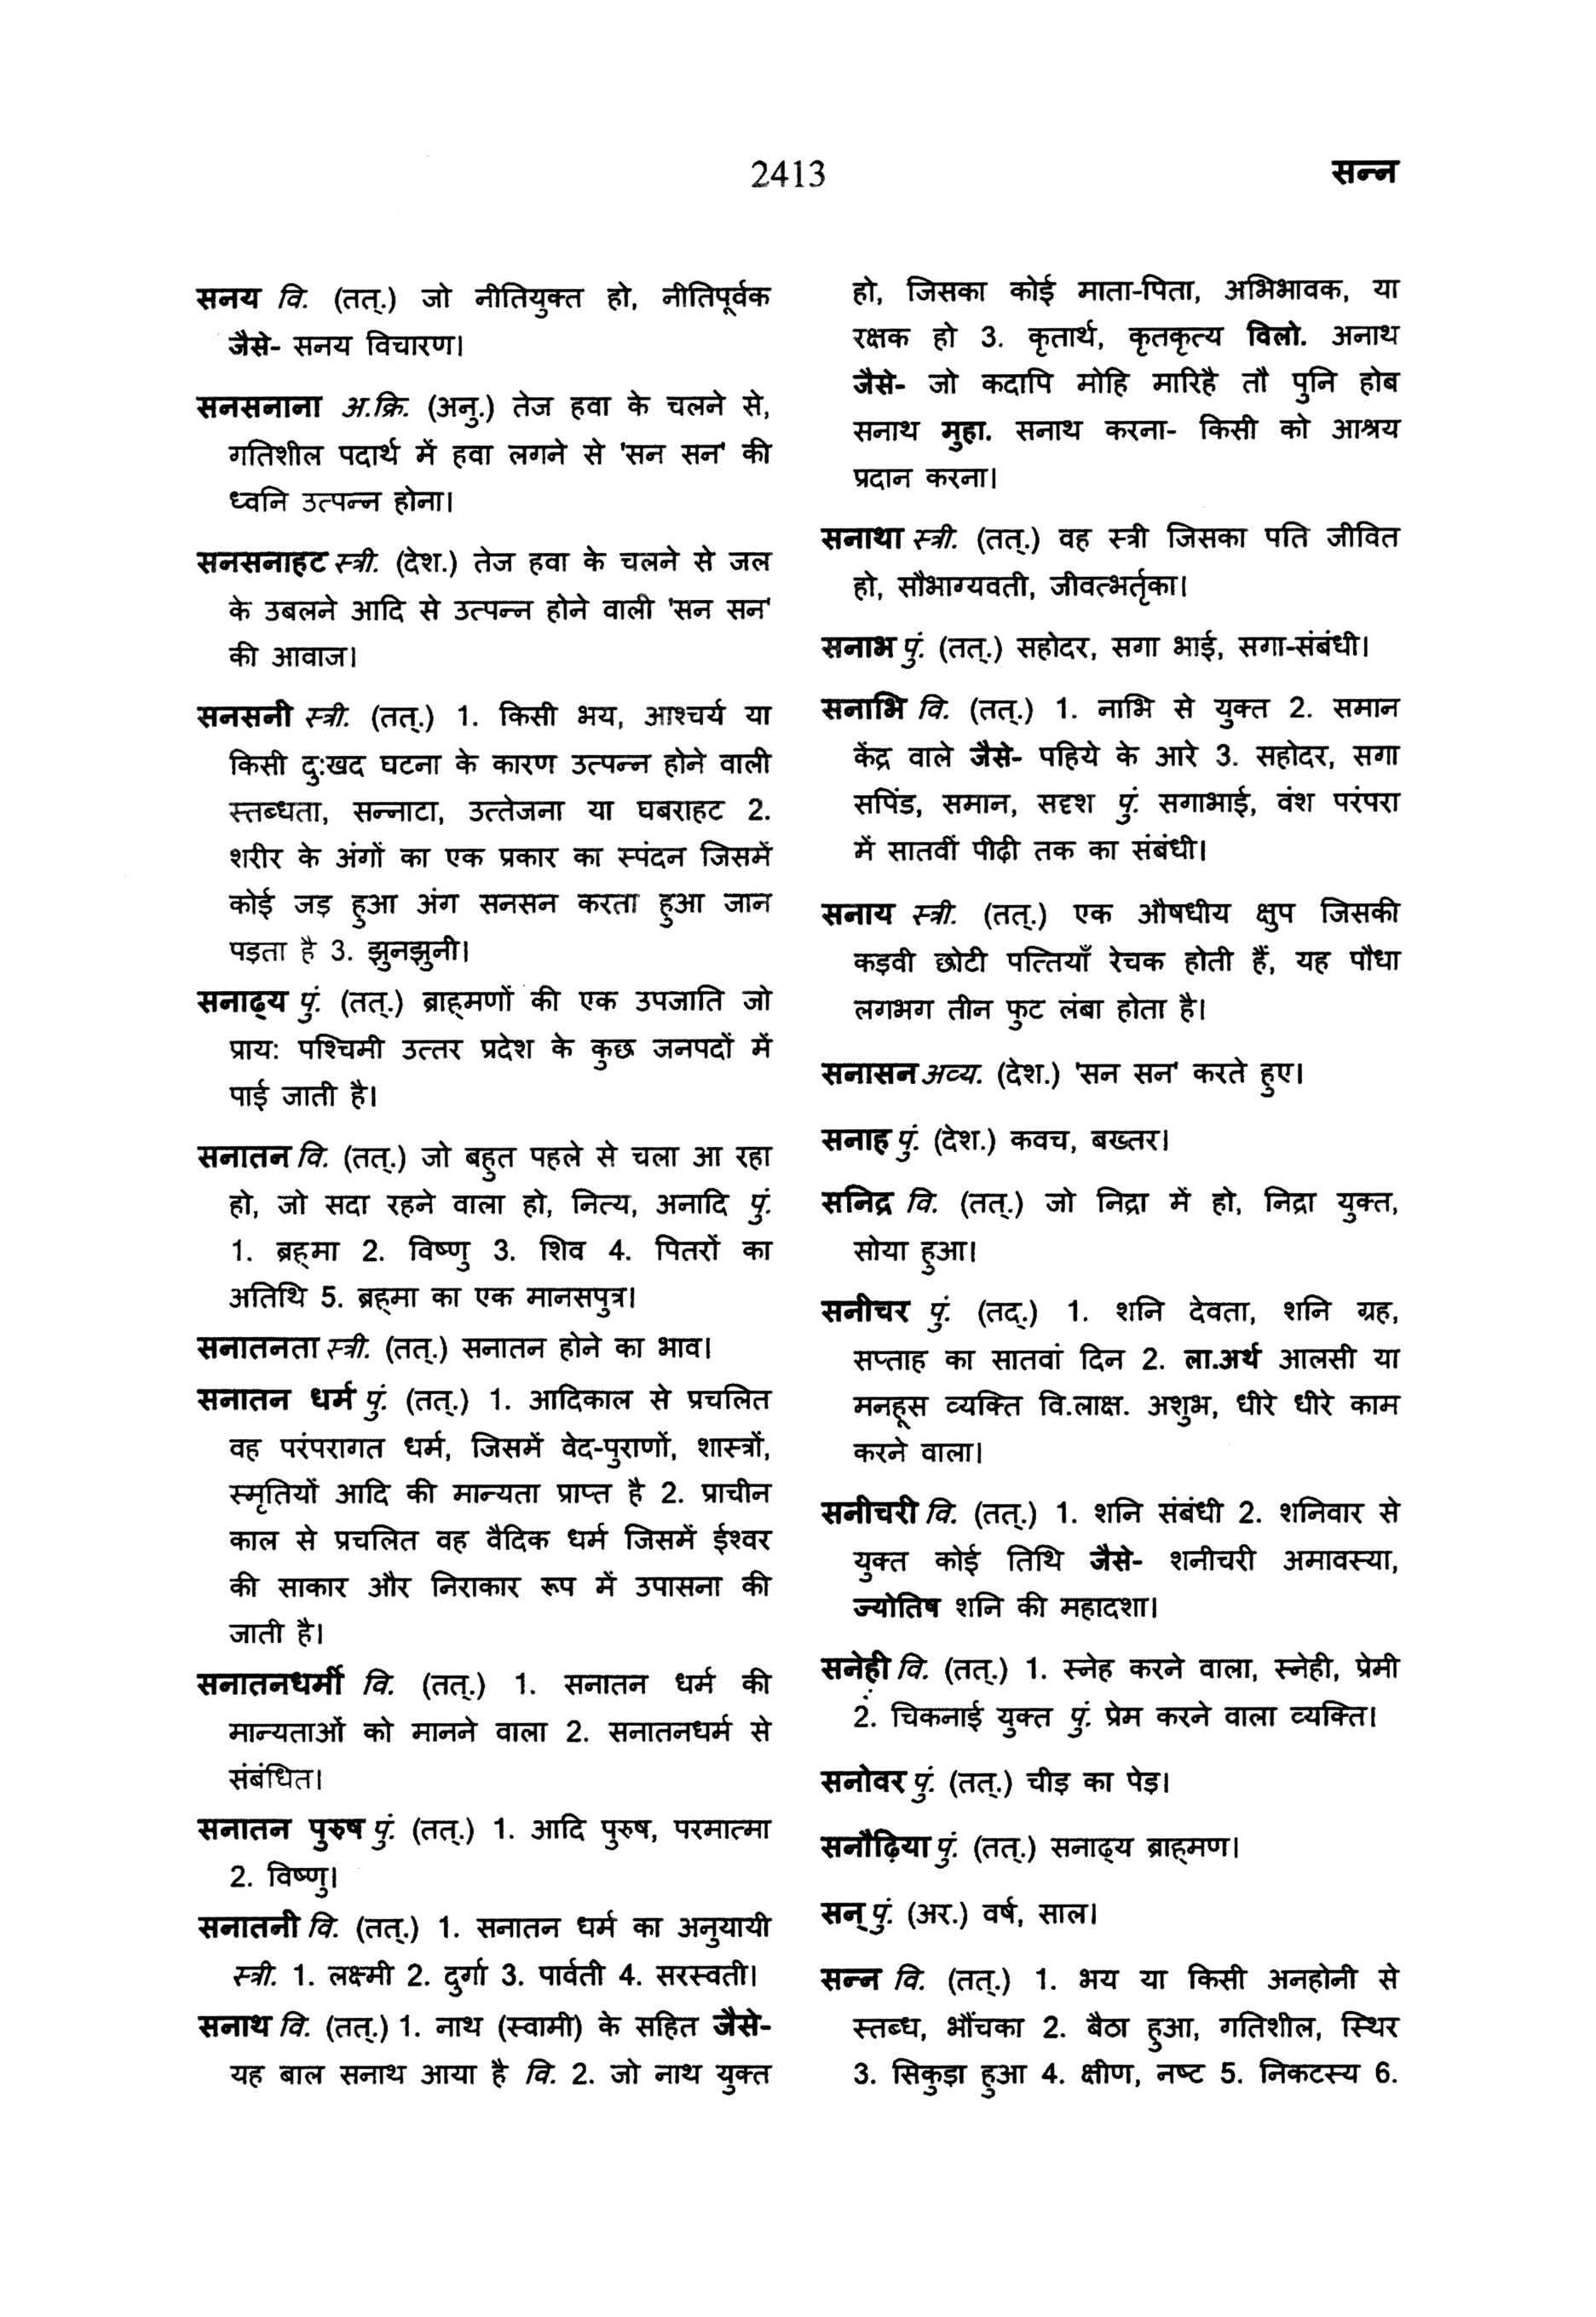 2413
सन्न
सनय वि. (तत्.) जो नीतियुक्त हो, नीतिपूर्वक
जैसे- सनय विचारण।
सनसनाना अ.क्रि. (अनु.) तेज हवा के चलने से,
गतिशील पदार्थ में हवा लगने से 'सन सन' की
ध्वनि उत्पन्न होना।
सनसनाहट स्त्री. (देश.) तेज हवा के चलने से जल
के उबलने आदि से उत्पन्न होने वाली 'सन सन'
की आवाज।
सनसनी स्त्री. (तत्.) 1. किसी भय, आश्चर्य या
किसी दु:खद घटना के कारण उत्पन्न होने वाली
स्तब्धता, सन्नाटा, उत्तेजना या घबराहट 2.
शरीर के अंगों का एक प्रकार का स्पंदन जिसमें
कोई जड़ हुआ अंग सनसन करता हुआ जान
पड़ता है 3. झुनझुनी।
सनाढ्य पुं. (तत्.) ब्राह्मणों की एक उपजाति जो
प्राय: पश्चिमी उत्तर प्रदेश के कुछ जनपदों में
पाई जाती है।
सनातन वि. (तत्.) जो बहुत पहले से चला आ रहा
हो, जो सदा रहने वाला हो, नित्य, अनादि पुं.
1. ब्रह्मा 2. विष्णु 3. शिव 4. पितरों का
अतिथि 5. ब्रह्मा का एक मानसपुत्र।
सनातनता स्त्री. (तत्.) सनातन होने का भाव।
सनातन धर्म पुं. (तत्.) 1. आदिकाल से प्रचलित
वह परंपरागत धर्म, जिसमें वेद-पुराणों, शास्त्रों,
स्मृतियों आदि की मान्यता प्राप्त है 2. प्राचीन
काल से प्रचलित वह वैदिक धर्म जिसमें ईश्वर
की साकार और निराकार रूप में उपासना की
जाती है।
सनातनधर्मी वि. (तत्.) 1. सनातन धर्म की
मान्यताओं को मानने वाला 2. सनातनधर्म से
संबंधित।
सनातन पुरुष पुं. (तत्.) 1. आदि पुरुष, परमात्मा
2. विष्णु।
सनातनी वि. (तत्.) 1. सनातन धर्म का अनुयायी
स्त्री. 1. लक्ष्मी 2. दुर्गा 3. पार्वती 4. सरस्वती।
सनाथ वि. (तत्.) 1. नाथ (स्वामी) के सहित जैसे-
यह बाल सनाथ आया है वि. 2. जो नाथ युक्त
हो, जिसका कोई माता-पिता, अभिभावक, या
रक्षक हो 3. कृतार्थ, कृतकृत्य विलो. अनाथ
जैसे- जो कदापि मोहि मारिहै तौ पुनि होब
सनाथ मुहा. सनाथ करना- किसी को आश्रय
प्रदान करना।
सनाथा स्त्री. (तत्.) वह स्त्री जिसका पति जीवित
हो, सौभाग्यवती, जीवत्भर्तृका।
सनाभ पुं. (तत्.) सहोदर, सगा भाई, सगा-संबंधी।
सनाभि वि. (तत्.) 1. नाभि से युक्त 2. समान
केंद्र वाले जैसे- पहिये के आरे 3. सहोदर, सगा
सपिंड, समान, सदृश पुं. सगाभाई, वंश परंपरा
में सातवीं पीढ़ी तक का संबंधी।
सनाय स्त्री. (तत्.) एक औषधीय क्षुप जिसकी
कड़वी छोटी पत्तियाँ रेचक होती हैं, यह पौधा
लगभग तीन फुट लंबा होता है।
सनासन अव्य. (देश.) 'सन सन' करते हुए।
सनाह पुं. (देश.) कवच, बख्तर।
सनिद्र वि. (तत्.) जो निद्रा में हो, निद्रा युक्त,
सोया हुआ।
सनीचर पुं. (तद्.) 1. शनि देवता, शनि ग्रह,
सप्ताह का सातवां दिन 2. ला.अर्थ आलसी या
मनहूस व्यक्ति वि.लाक्ष. अशुभ, धीरे धीरे काम
करने वाला।
सनीचरी वि. (तत्.) 1. शनि संबंधी 2. शनिवार से
युक्त कोई तिथि जैसे- शनीचरी अमावस्या,
ज्योतिष शनि की महादशा।
सनेही वि. (तत्.) 1. स्नेह करने वाला, स्नेही, प्रेमी
2. चिकनाई युक्त पुं. प्रेम करने वाला व्यक्ति।
सनोवर पुं. (तत्.) चीड़ का पेड़।
सनौढ़िया पुं. (तत्.) सनाढ्य ब्राह्मण।
सन् पुं. (अर.) वर्ष, साल।
सन्न वि. (तत्.) 1. भय या किसी अनहोनी से
स्तब्ध, भौंचका 2. बैठा हुआ, गतिशील, स्थिर
3. सिकुड़ा हुआ 4. क्षीण, नष्ट 5. निकटस्य 6.